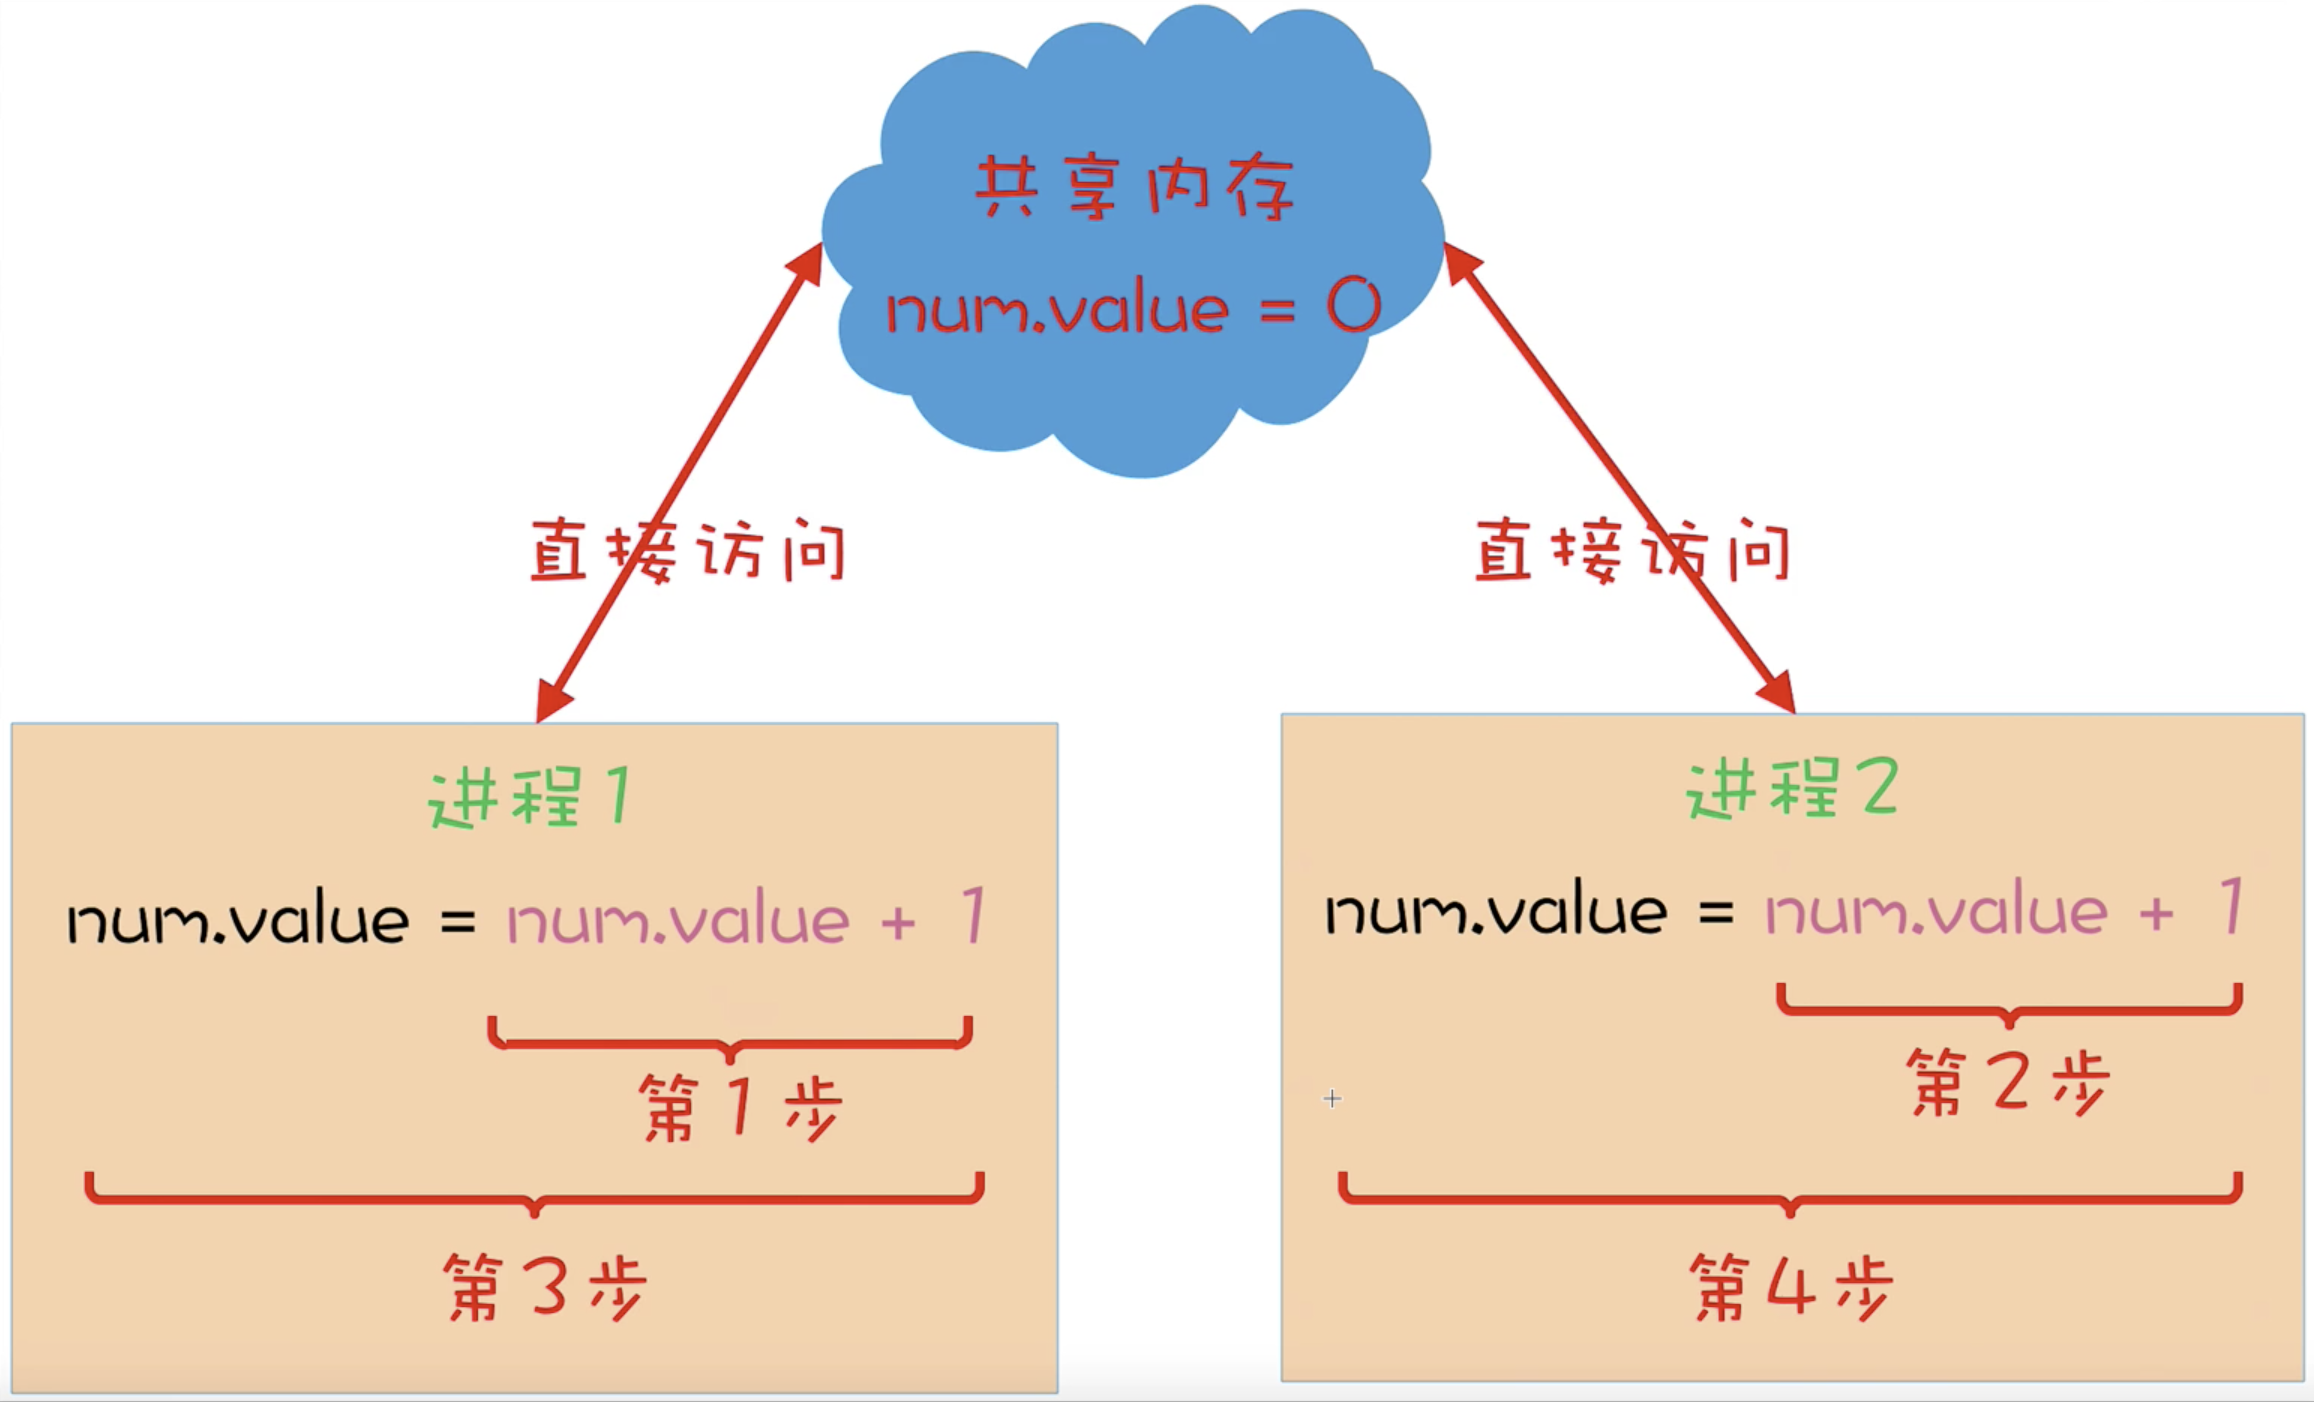 共享内存
num.value = 0
直接访问
直接访问
进程1
num.value = num.value + 1
第1步
第3步
进程2
num.value = num.value + 1
第2步
第4步